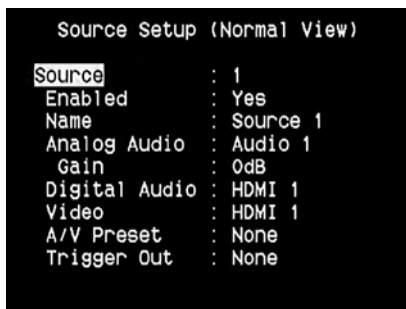 Source Setup (Normal View)
Source : 1
Enabled : Yes
Name : Source 1
Analog Audio : Audio 1
Gain : 0dB
Digital Audio : HDMI 1
Video : HDMI 1
A/V Preset : None
Trigger Out : None